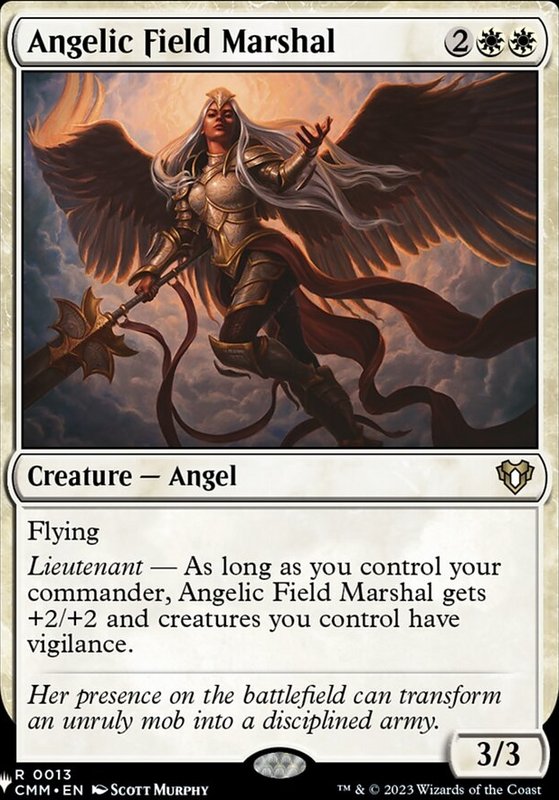 Angelic Field Marshal 2
Creature — Angel
Flying
Lieutenant — As long as you control your
commander, Angelic Field Marshal gets
+2/+2 and creatures you control have
vigilance.
Her presence on the battlefield can transform
an unruly mob into a disciplined army.
3/3
R 0013
CMM • EN Scott Murphy
™ & © 2023 Wizards of the Coast